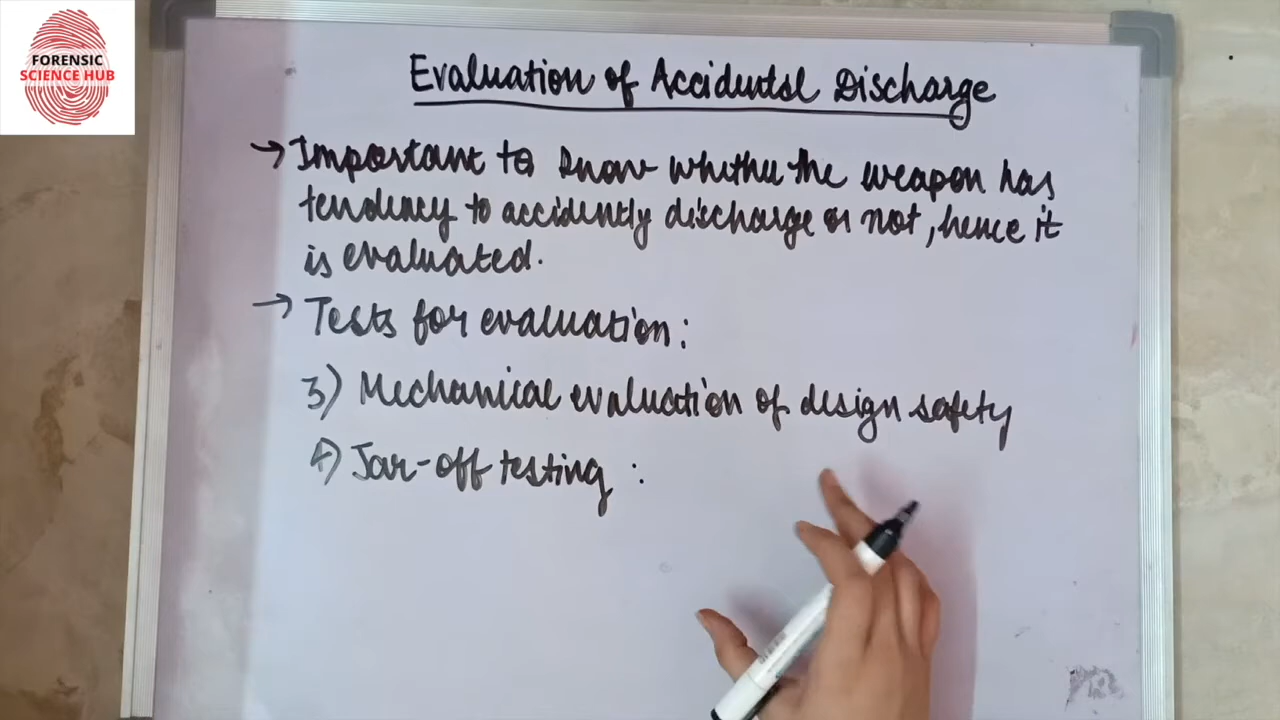 FORENSIC
SCIENCE HUB
Evaluation of Accidental Discharge
→ Important to know whether the weapon has
tendency to accidently discharge or not, hence it
is evaluated.
→ Tests for evaluation:
3) Mechanical evaluation of design safety
4) Jar-off testing :